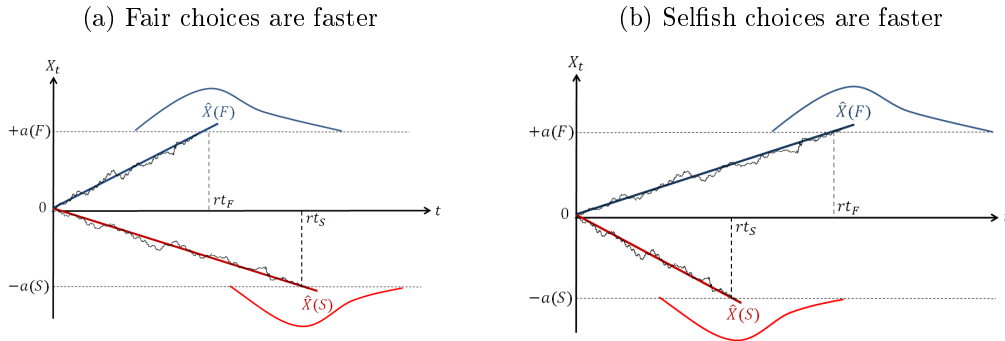 (a) Fair choices are faster
X_t
+a(F)
X̂(F)
0
rt_F
t
rt_S
−a(S)
X̂(S)
(b) Selfish choices are faster
X_t
+a(F)
X̂(F)
0
rt_F
rt_S
−a(S)
X̂(S)